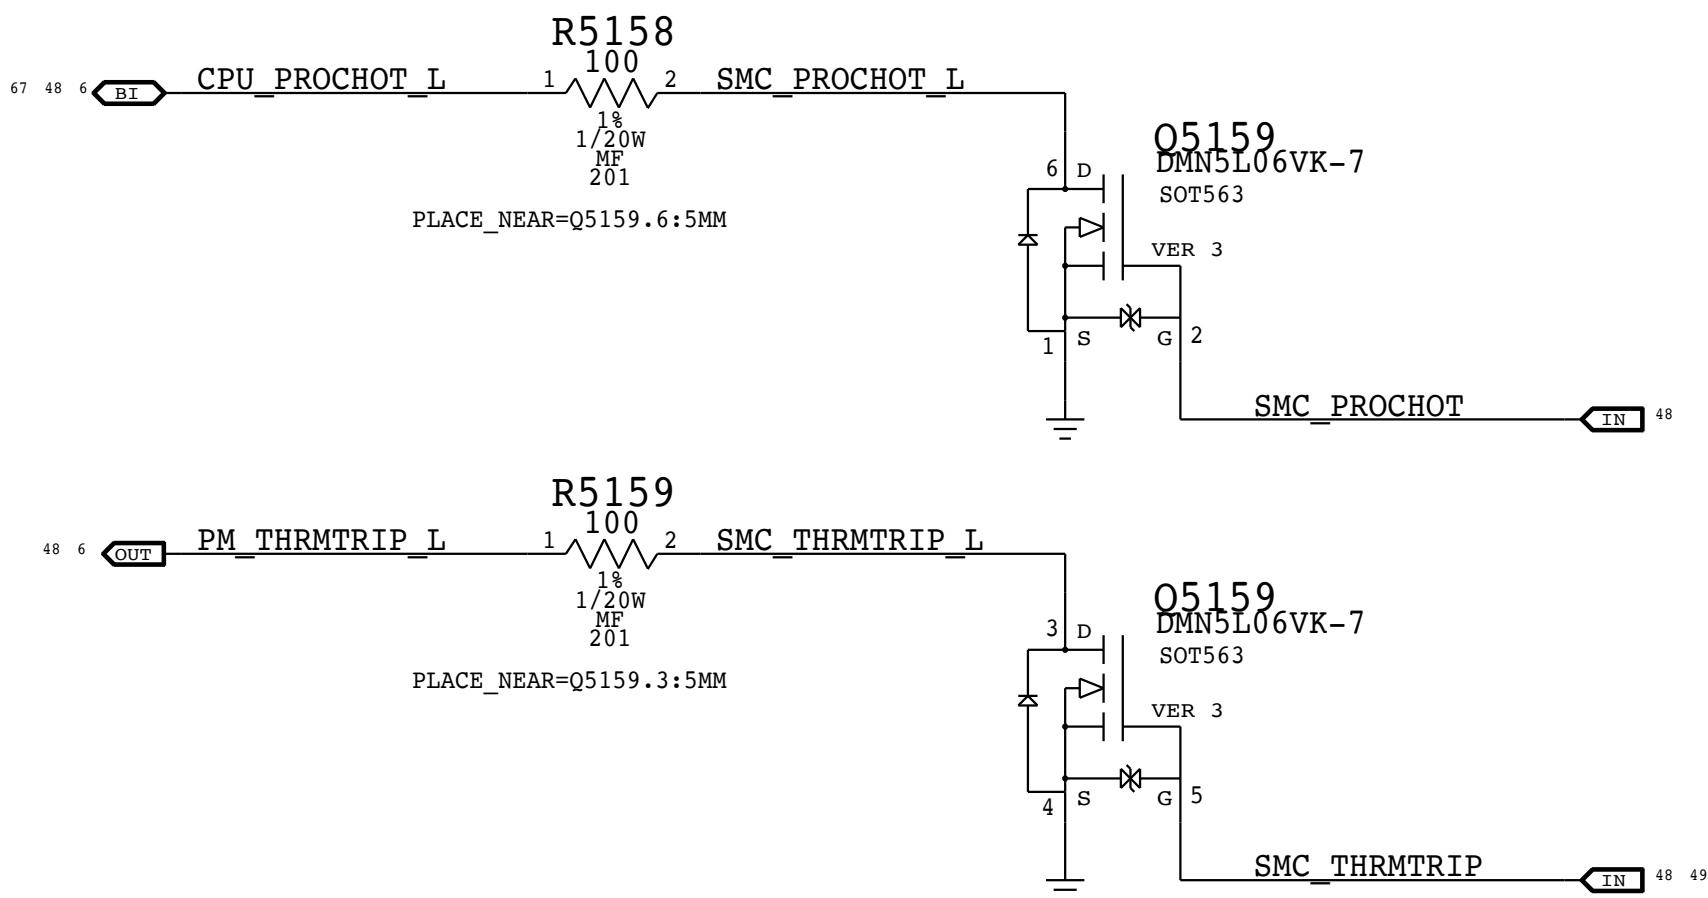 R5158
100
67 48 6 BI CPU_PROCHOT_L 1 2 SMC_PROCHOT_L
1%
1/20W
MF
201
PLACE_NEAR=Q5159.6:5MM
Q5159
DMN5L06VK-7
6 D
SOT563
VER 3
1 S G 2
SMC_PROCHOT IN 48
R5159
100
48 6 OUT PM_THRMTRIP_L 1 2 SMC_THRMTRIP_L
1%
1/20W
MF
201
PLACE_NEAR=Q5159.3:5MM
Q5159
DMN5L06VK-7
3 D
SOT563
VER 3
4 S G 5
SMC_THRMTRIP IN 48 49